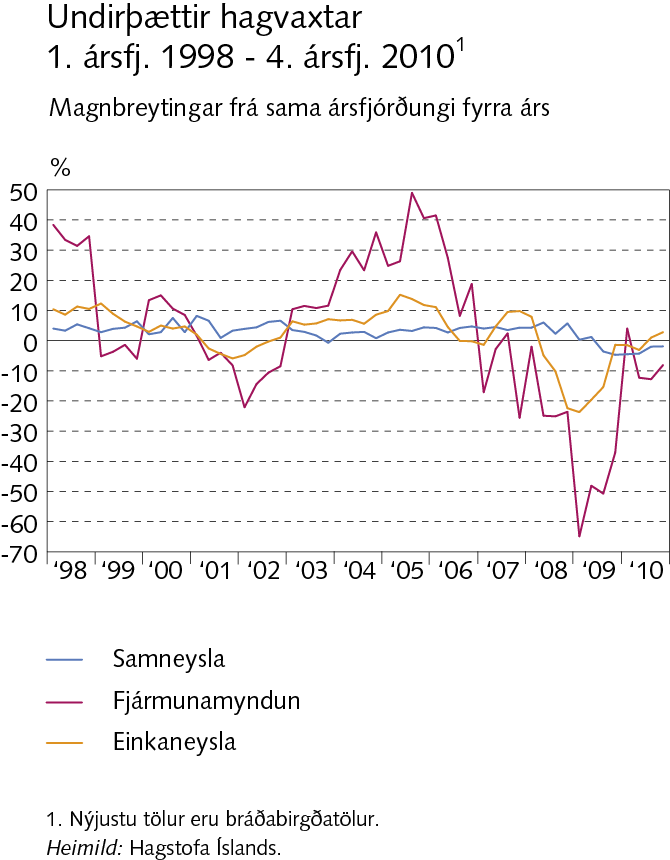 Undirþættir hagvaxtar
1. ársfj. 1998 - 4. ársfj. 2010¹
Magnbreytingar frá sama ársfjórðungi fyrra árs
%
50
40
30
20
10
0
-10
-20
-30
-40
-50
-60
-70
‘98 ‘99 ‘00 ‘01 ‘02 ‘03 ‘04 ‘05 ‘06 ‘07 ‘08 ‘09 ‘10
Samneysla
Fjármunamyndun
Einkaneysla
1. Nýjustu tölur eru bráðabirgðatölur.
Heimild: Hagstofa Íslands.